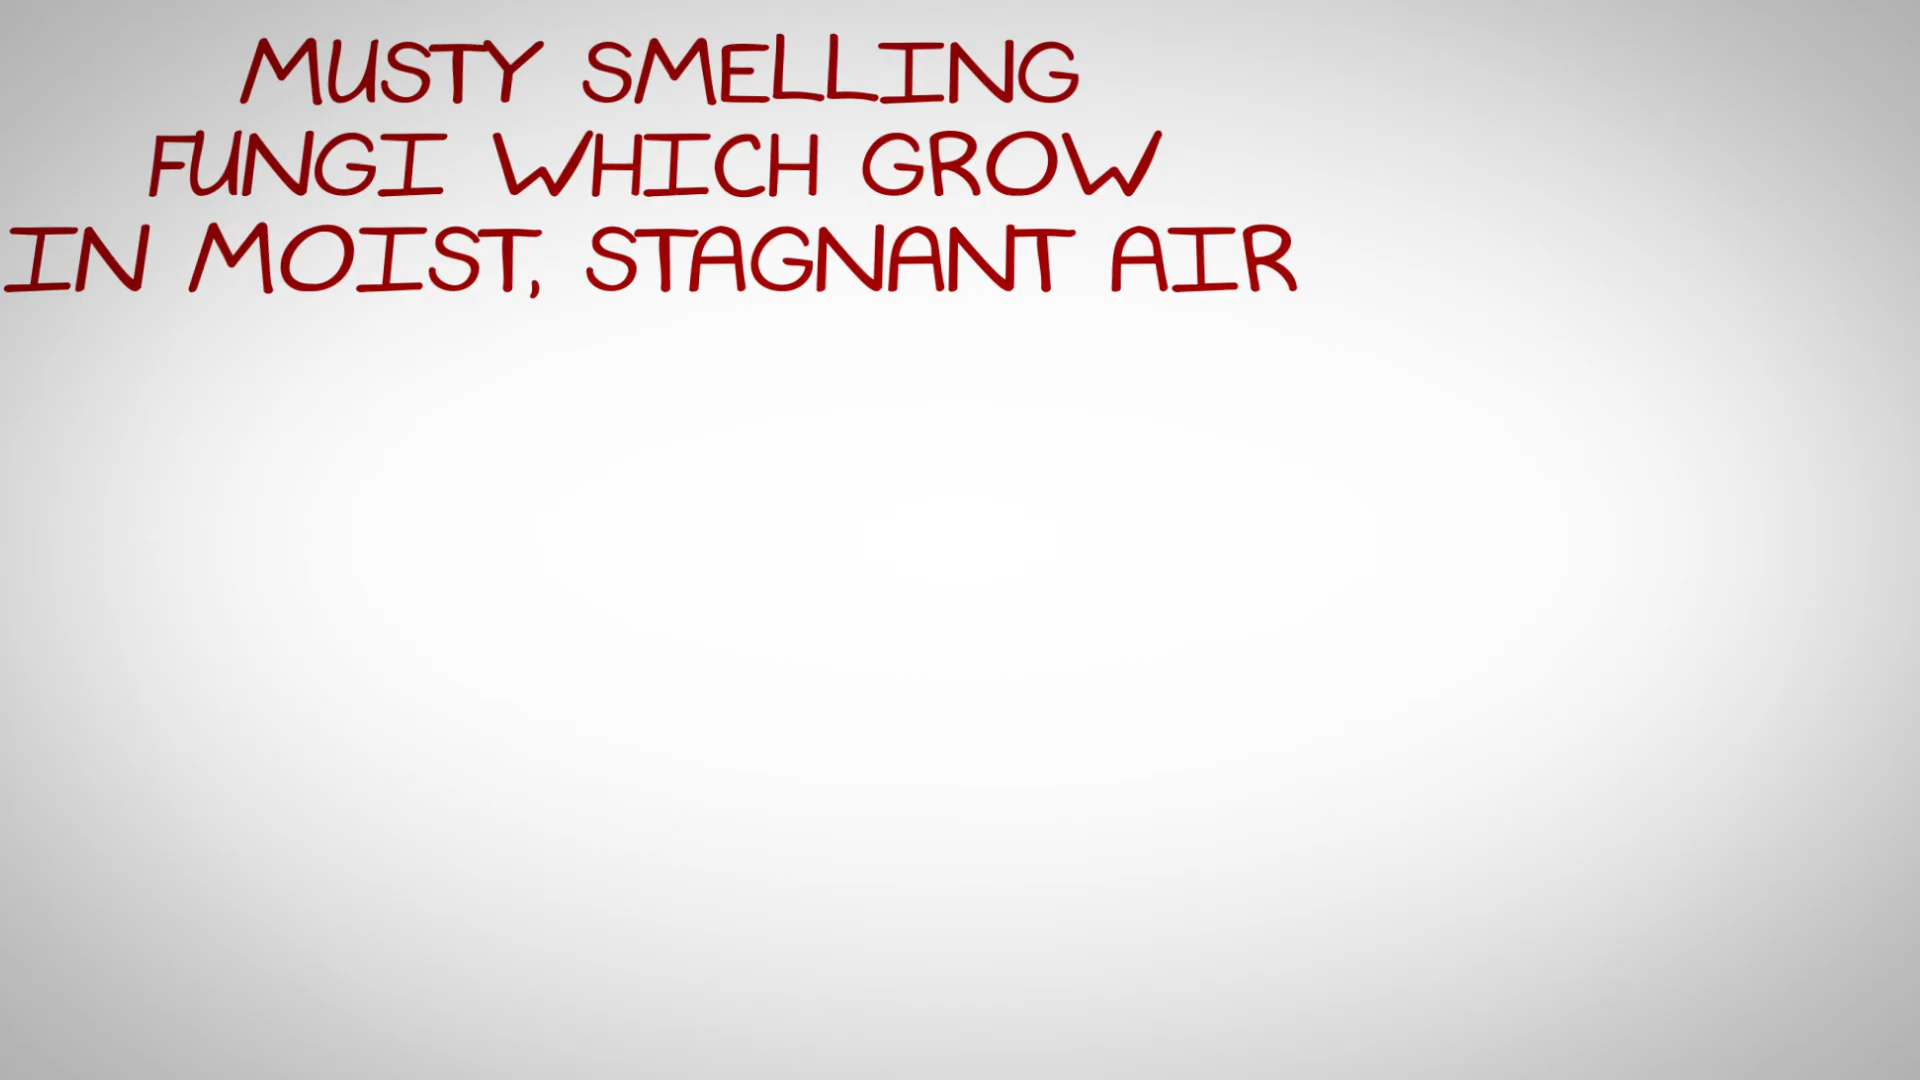 MUSTY SMELLING
FUNGI WHICH GROW
IN MOIST, STAGNANT AIR